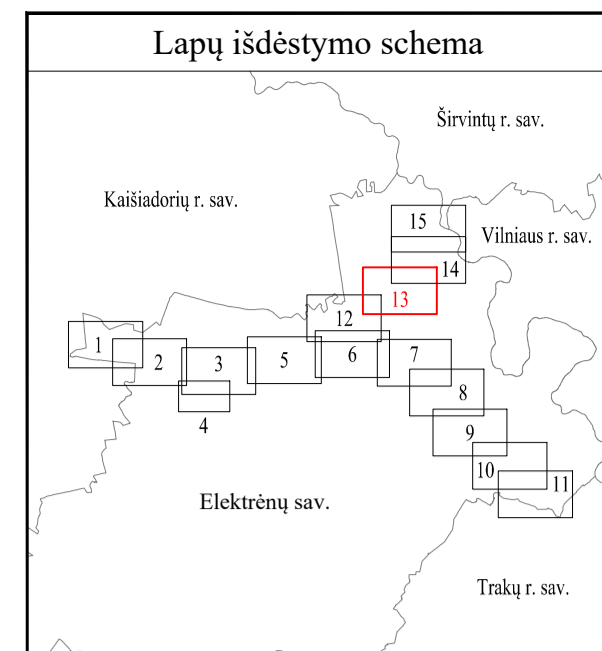 Lapų išdėstymo schema
Širvintų r. sav.
Kaišiadorių r. sav.
15
Vilniaus r. sav.
14
13
12
1
2
3
5
6
7
4
8
9
10
11
Elektrėnų sav.
Trakų r. sav.